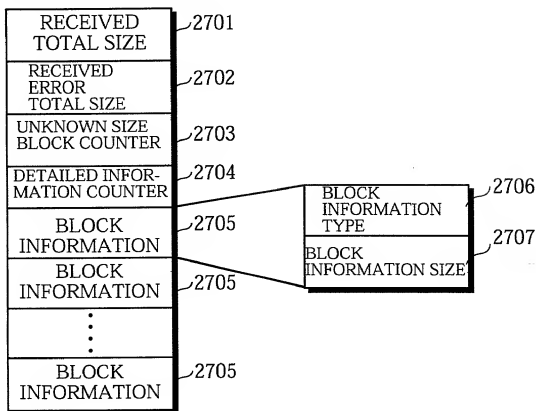 RECEIVED
TOTAL SIZE
2701
RECEIVED
ERROR
TOTAL SIZE
2702
UNKNOWN SIZE
BLOCK COUNTER
2703
DETAILED INFOR-
MATION COUNTER
2704
BLOCK
INFORMATION
2705
BLOCK
INFORMATION
2705
BLOCK
INFORMATION
2705
BLOCK
INFORMATION
TYPE
2706
BLOCK
INFORMATION SIZE
2707